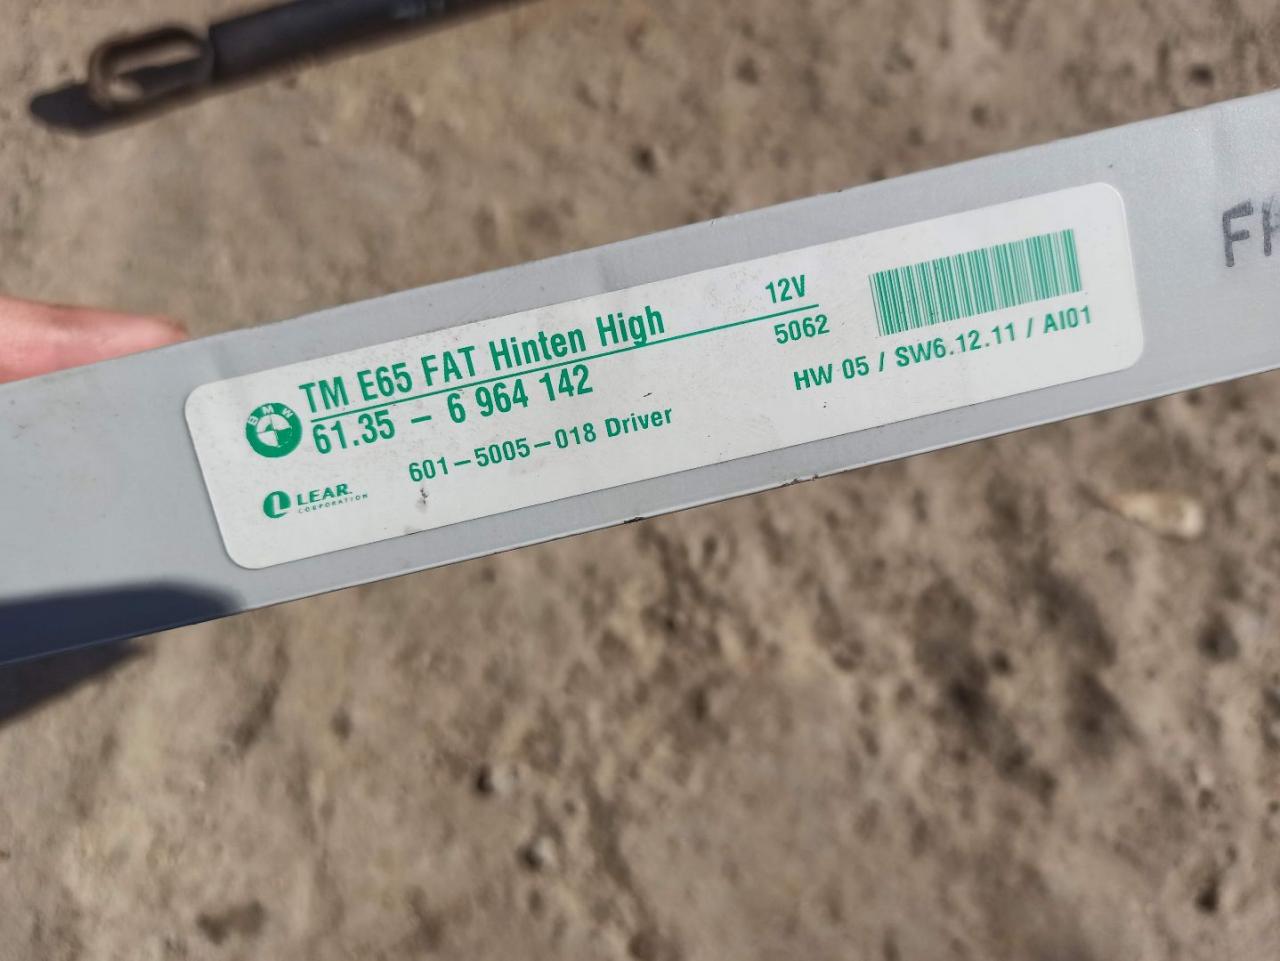 TM E65 FAT Hinten High 12V
61.35 – 6 964 142 5062
601–5005–018 Driver
HW 05 / SW6.12.11 / AI01
BMW
LEAR
CORPORATION